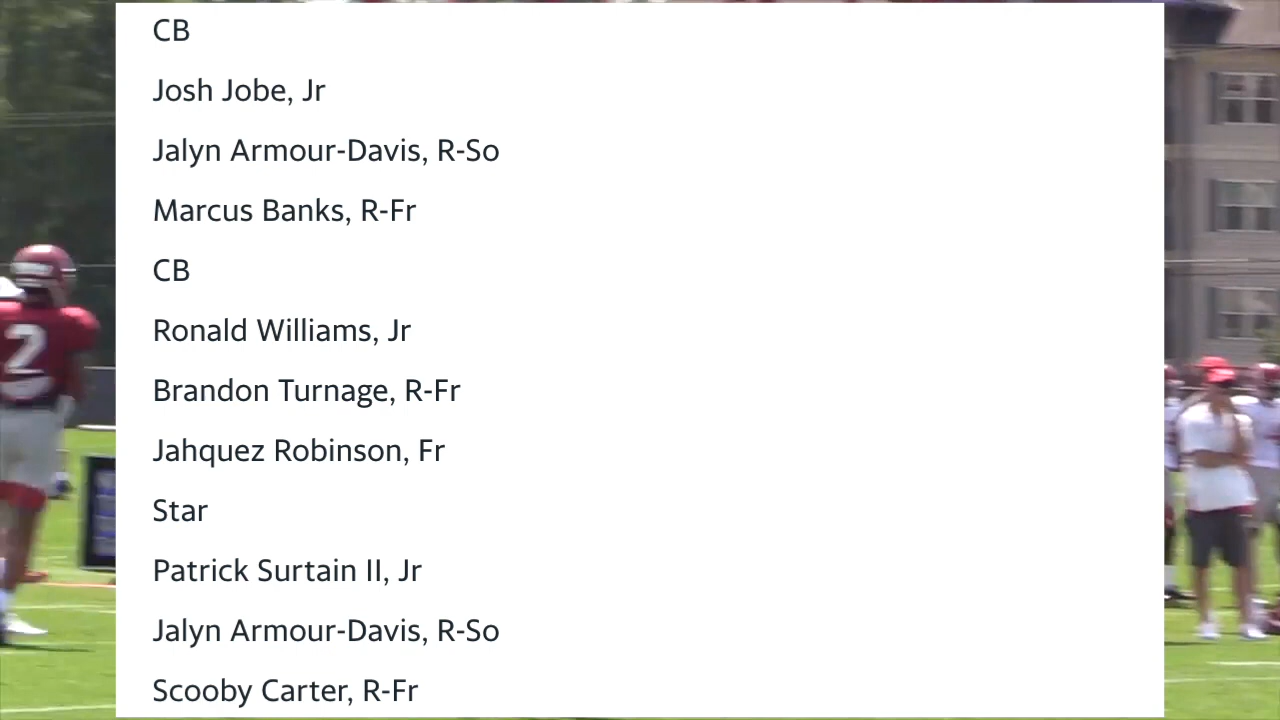 CB
Josh Jobe, Jr
Jalyn Armour-Davis, R-So
Marcus Banks, R-Fr
CB
Ronald Williams, Jr
Brandon Turnage, R-Fr
Jahquez Robinson, Fr
Star
Patrick Surtain II, Jr
Jalyn Armour-Davis, R-So
Scooby Carter, R-Fr
2